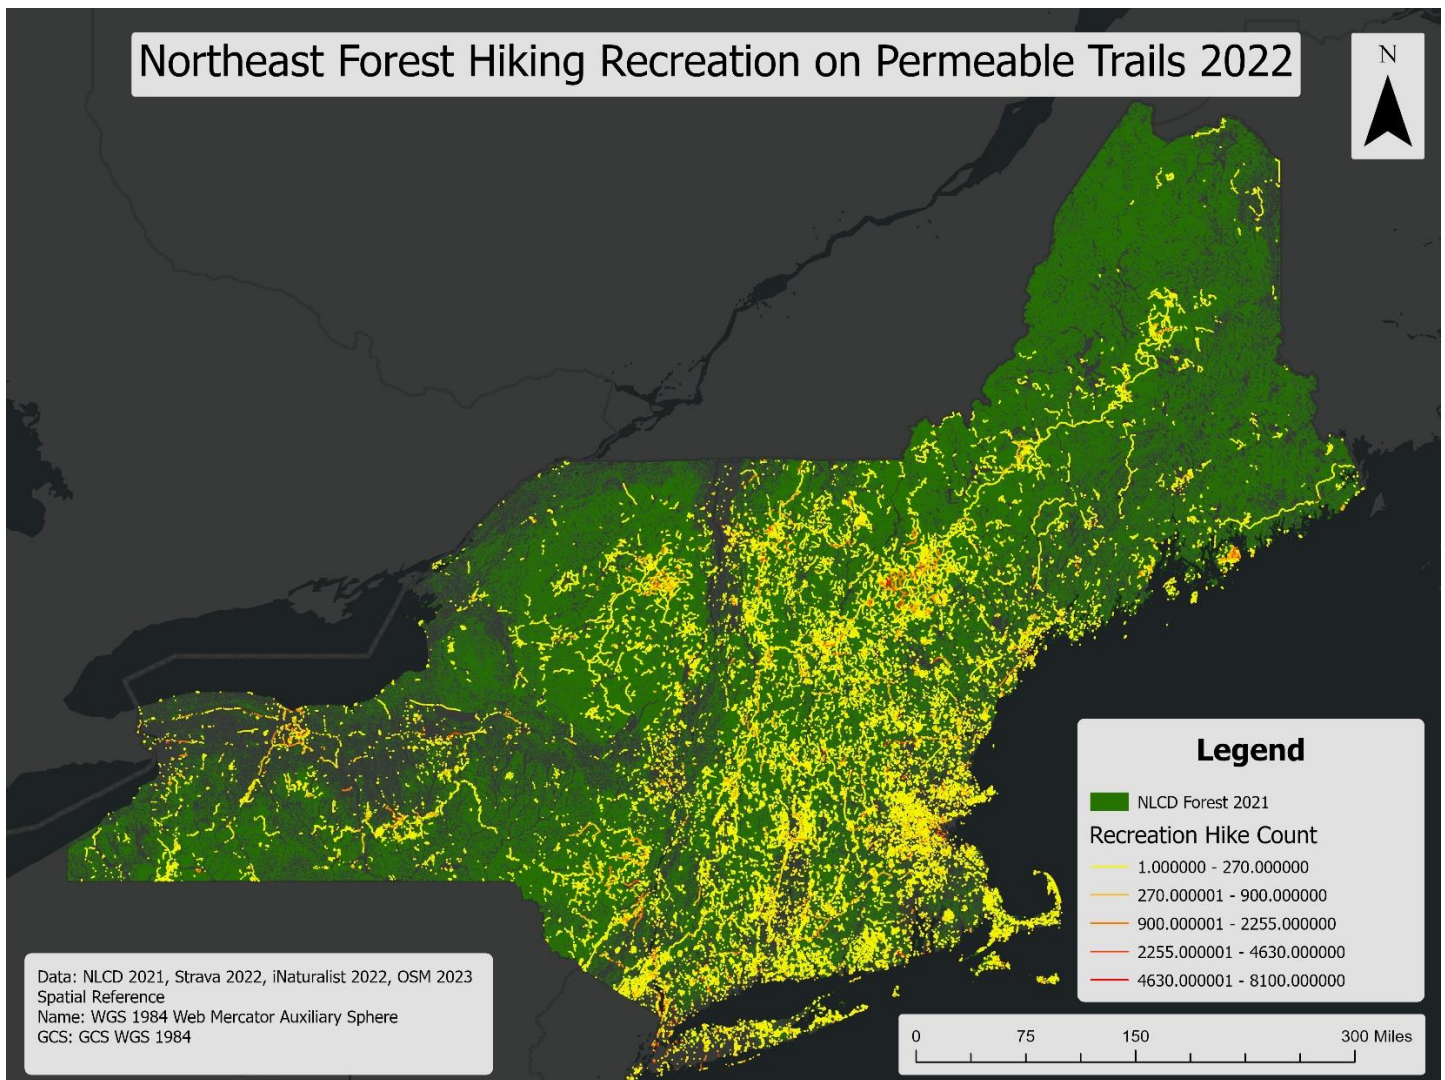 Northeast Forest Hiking Recreation on Permeable Trails 2022
N
Legend
NLCD Forest 2021
Recreation Hike Count
1.000000 - 270.000000
270.000001 - 900.000000
900.000001 - 2255.000000
2255.000001 - 4630.000000
4630.000001 - 8100.000000
Data: NLCD 2021, Strava 2022, iNaturalist 2022, OSM 2023
Spatial Reference
Name: WGS 1984 Web Mercator Auxiliary Sphere
GCS: GCS WGS 1984
0 75 150 300 Miles